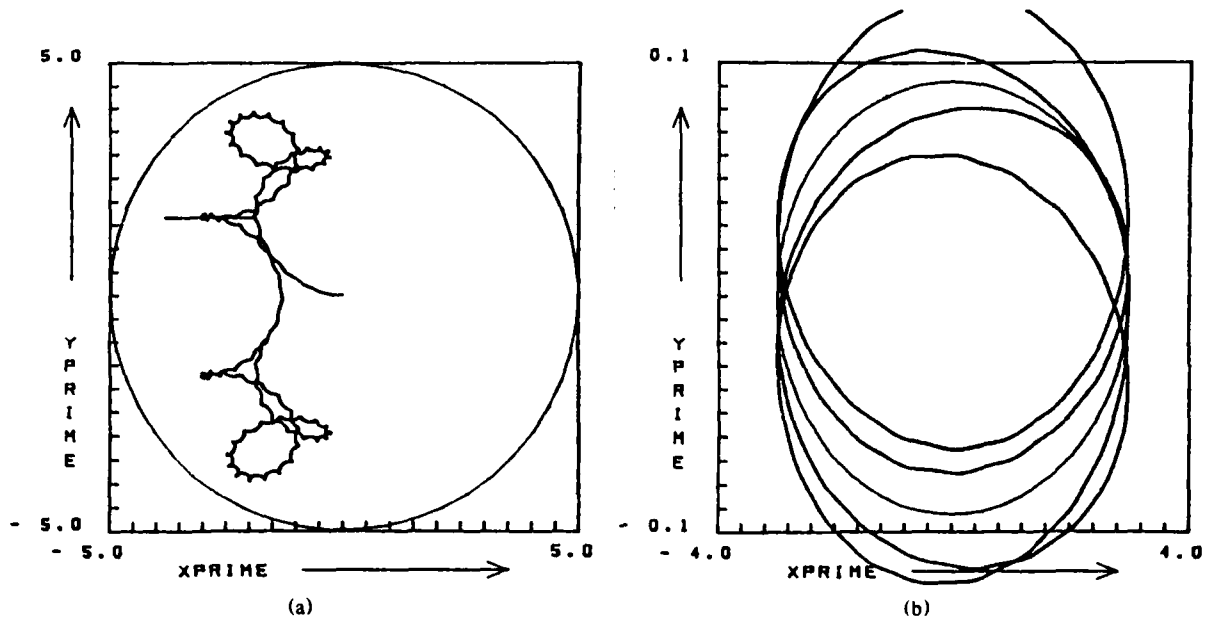 5.0
YPRIME
- 5.0
- 5.0
5.0
XPRIME
(a)
0.1
YPRIME
- 0.1
- 4.0
4.0
XPRIME
(b)